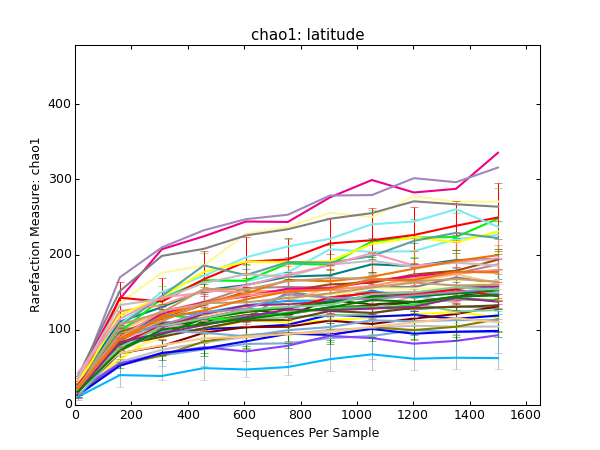 chao1: latitude
Rarefaction Measure: chao1
400
300
200
100
0
0 200 400 600 800 1000 1200 1400 1600
Sequences Per Sample